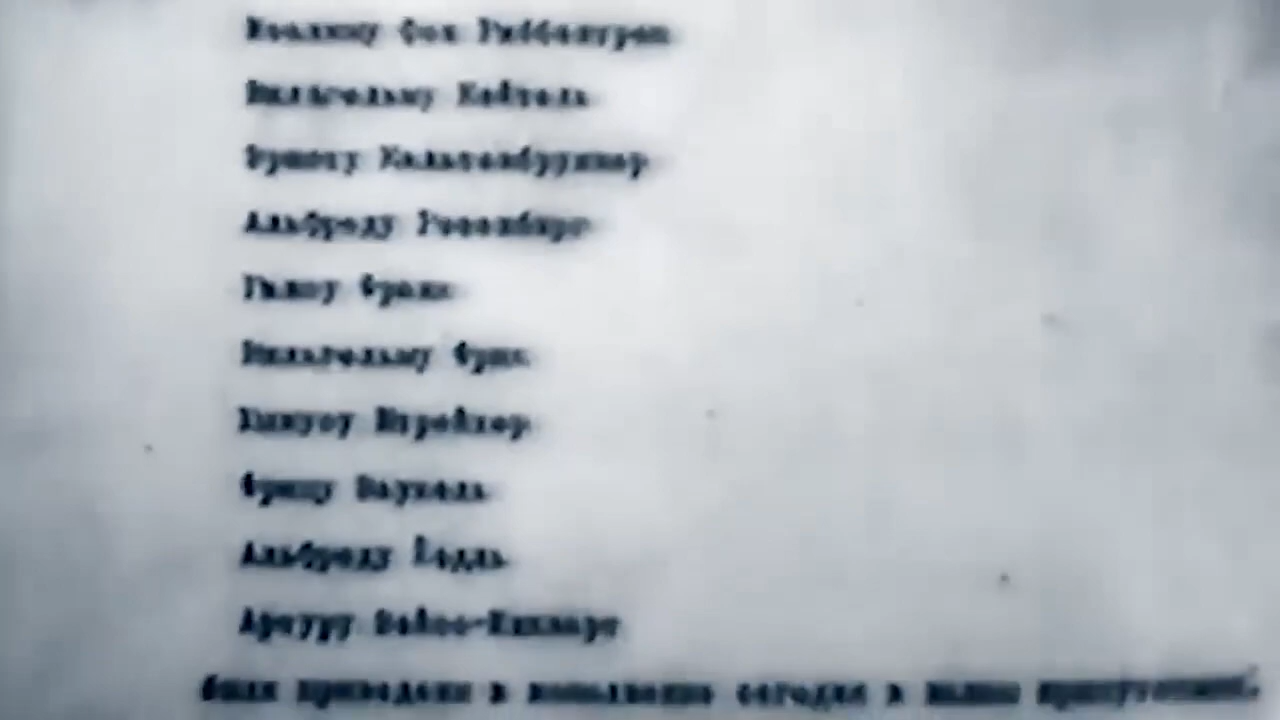 Иоахиму фон Риббентроп
Вильгельму Кейтель
Эрнсту Кальтенбруннер
Альфреду Розенберг
Гансу Франк
Вильгельму Фрик
Юлиусу Штрейхер
Фрицу Заукель
Альфреду Йодль
Артуру Зейсс-Инкварт
были приведены в исполнение сегодня в нашем присутствии.